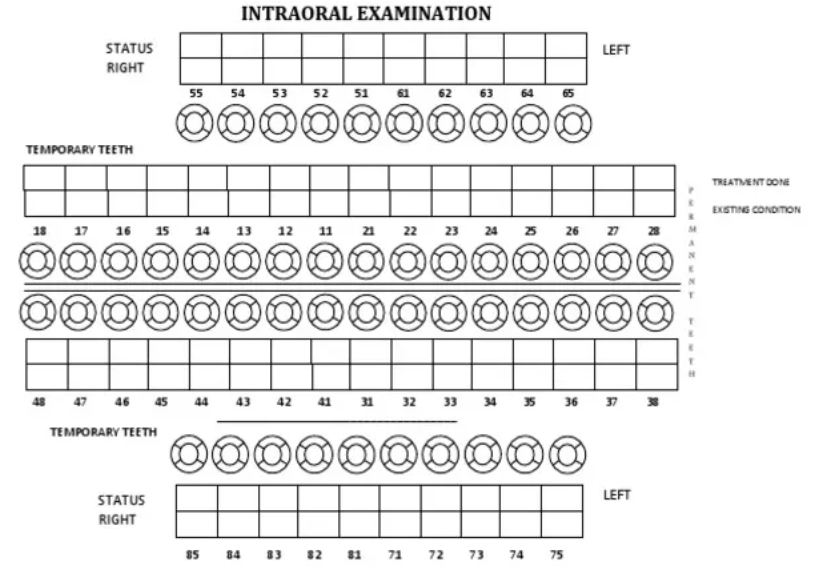 INTRAORAL EXAMINATION
STATUS
RIGHT
LEFT
55 54 53 52 51 61 62 63 64 65
TEMPORARY TEETH
TREATMENT DONE
EXISTING CONDITION
PERMANENT TEETH
18 17 16 15 14 13 12 11 21 22 23 24 25 26 27 28
48 47 46 45 44 43 42 41 31 32 33 34 35 36 37 38
TEMPORARY TEETH
STATUS
RIGHT
LEFT
85 84 83 82 81 71 72 73 74 75